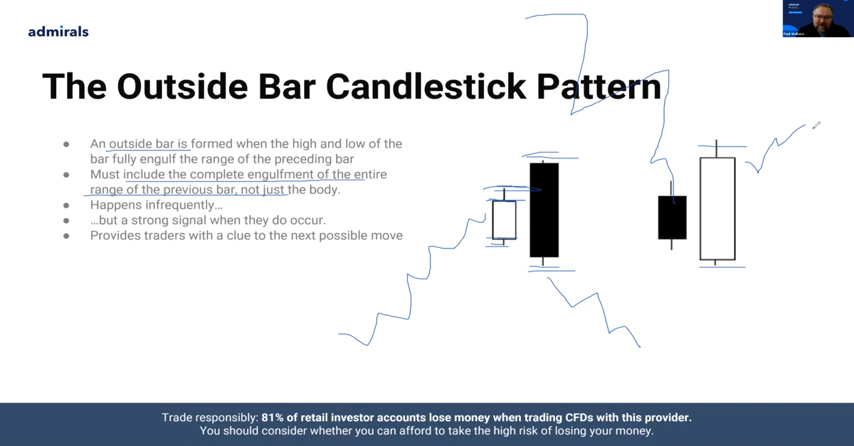 admirals
The Outside Bar Candlestick Pattern
● An outside bar is formed when the high and low of the
bar fully engulf the range of the preceding bar
● Must include the complete engulfment of the entire
range of the previous bar, not just the body.
● Happens infrequently…
● …but a strong signal when they do occur.
● Provides traders with a clue to the next possible move
Trade responsibly: 81% of retail investor accounts lose money when trading CFDs with this provider.
You should consider whether you can afford to take the high risk of losing your money.